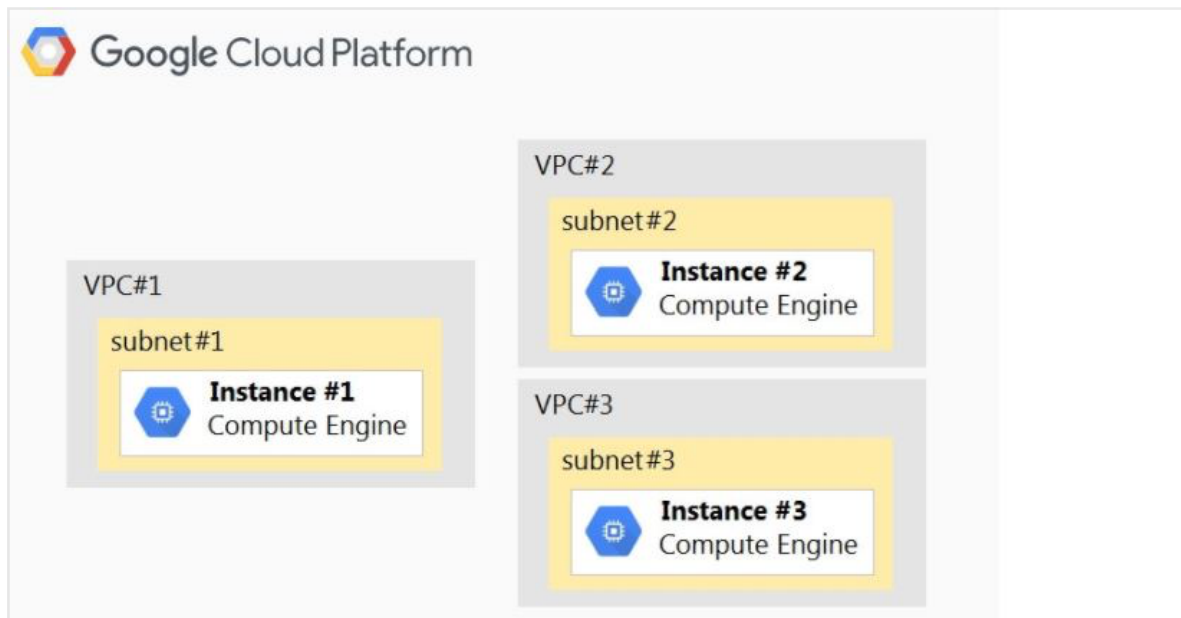 Google Cloud Platform
VPC#1
subnet#1
Instance #1
Compute Engine
VPC#2
subnet#2
Instance #2
Compute Engine
VPC#3
subnet#3
Instance #3
Compute Engine